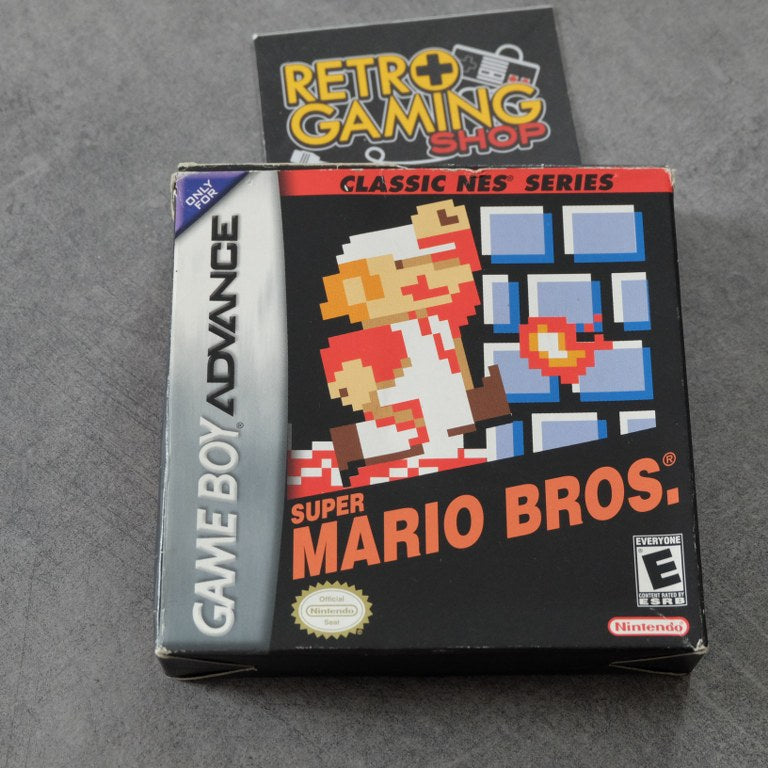 RETRO
GAMING
SHOP
CLASSIC NES® SERIES
ONLY
FOR
GAME BOY ADVANCE
SUPER
MARIO BROS.®
Official
Nintendo
Seal
EVERYONE
E
CONTENT RATED BY
ESRB
Nintendo